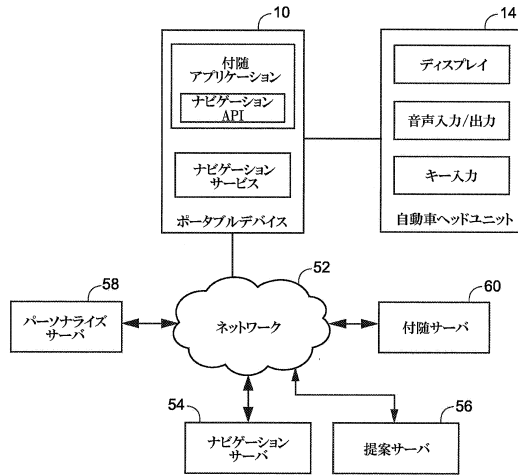 10
14
付随
アプリケーション
ナビゲーション
API
ナビゲーション
サービス
ポータブルデバイス
ディスプレイ
音声入力/出力
キー入力
自動車ヘッドユニット
58
52
60
パーソナライズ
サーバ
ネットワーク
付随サーバ
54
56
ナビゲーション
サーバ
提案サーバ